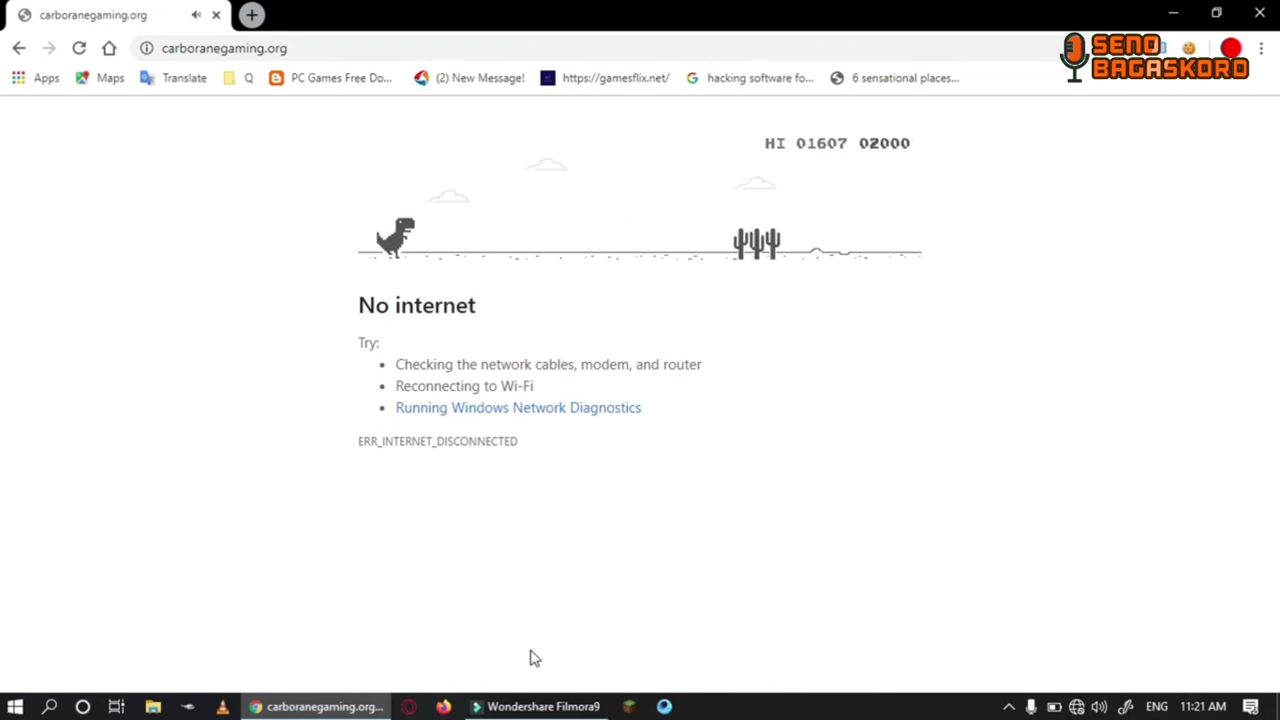 carboranegaming.org
carboranegaming.org
SENO
BAGASKORO
Apps
Maps
Translate
Q
PC Games Free Do...
(2) New Message!
https://gamesflix.net/
hacking software fo...
6 sensational places...
HI 01607 02000
No internet
Try:
Checking the network cables, modem, and router
Reconnecting to Wi-Fi
Running Windows Network Diagnostics
ERR_INTERNET_DISCONNECTED
carboranegaming.org...
Wondershare Filmora9
ENG
11:21 AM